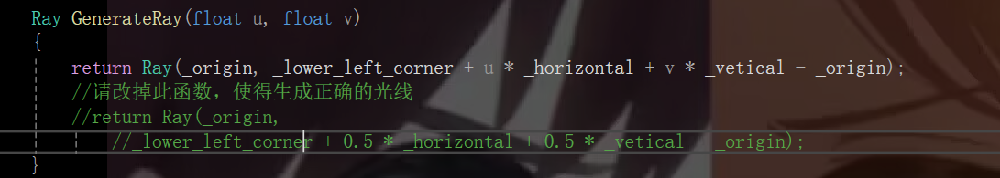 Ray GenerateRay(float u, float v)
{
return Ray(_origin, _lower_left_corner + u * _horizontal + v * _vetical - _origin);
//请改掉此函数，使得生成正确的光线
//return Ray(_origin,
//_lower_left_corner + 0.5 * _horizontal + 0.5 * _vetical - _origin);
}